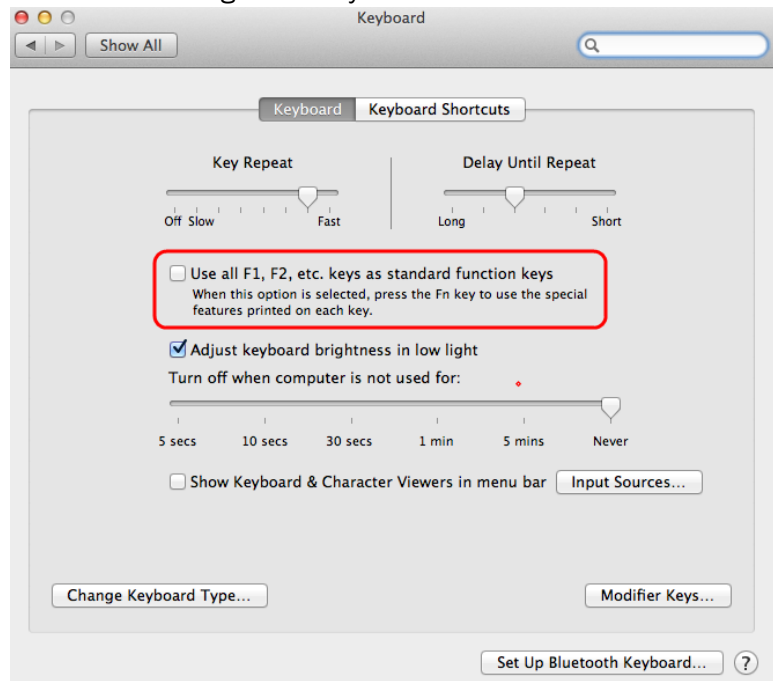 Keyboard
Show All
Keyboard Keyboard Shortcuts
Key Repeat Delay Until Repeat
Off Slow Fast Long Short
Use all F1, F2, etc. keys as standard function keys
When this option is selected, press the Fn key to use the special
features printed on each key.
Adjust keyboard brightness in low light
Turn off when computer is not used for:
5 secs 10 secs 30 secs 1 min 5 mins Never
Show Keyboard & Character Viewers in menu bar Input Sources...
Change Keyboard Type... Modifier Keys...
Set Up Bluetooth Keyboard... ?